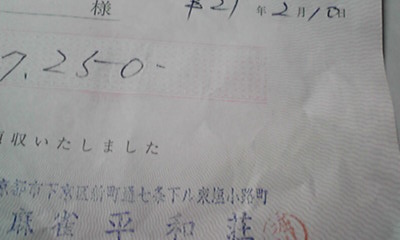 様 平21年2月10日
7,250-
領収いたしました
京都市下京区新町通七条下ル東塩小路町
麻雀 平和荘